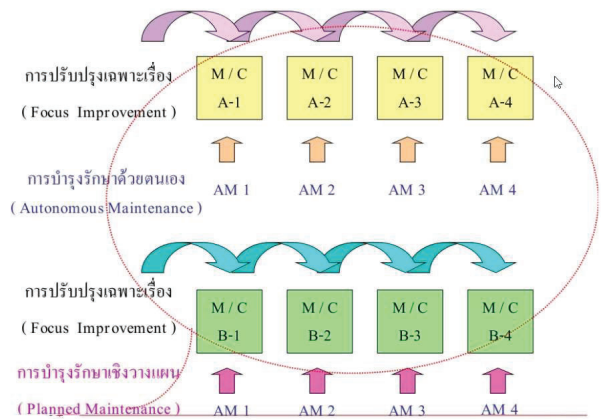 การปรับปรุงเฉพาะเรื่อง
( Focus Improvement )
M / C
A-1
M / C
A-2
M / C
A-3
M / C
A-4
การบำรุงรักษาด้วยตนเอง
( Autonomous Maintenance )
AM 1
AM 2
AM 3
AM 4
การปรับปรุงเฉพาะเรื่อง
( Focus Improvement )
M / C
B-1
M / C
B-2
M / C
B-3
M / C
B-4
การบำรุงรักษาเชิงวางแผน
( Planned Maintenance )
AM 1
AM 2
AM 3
AM 4